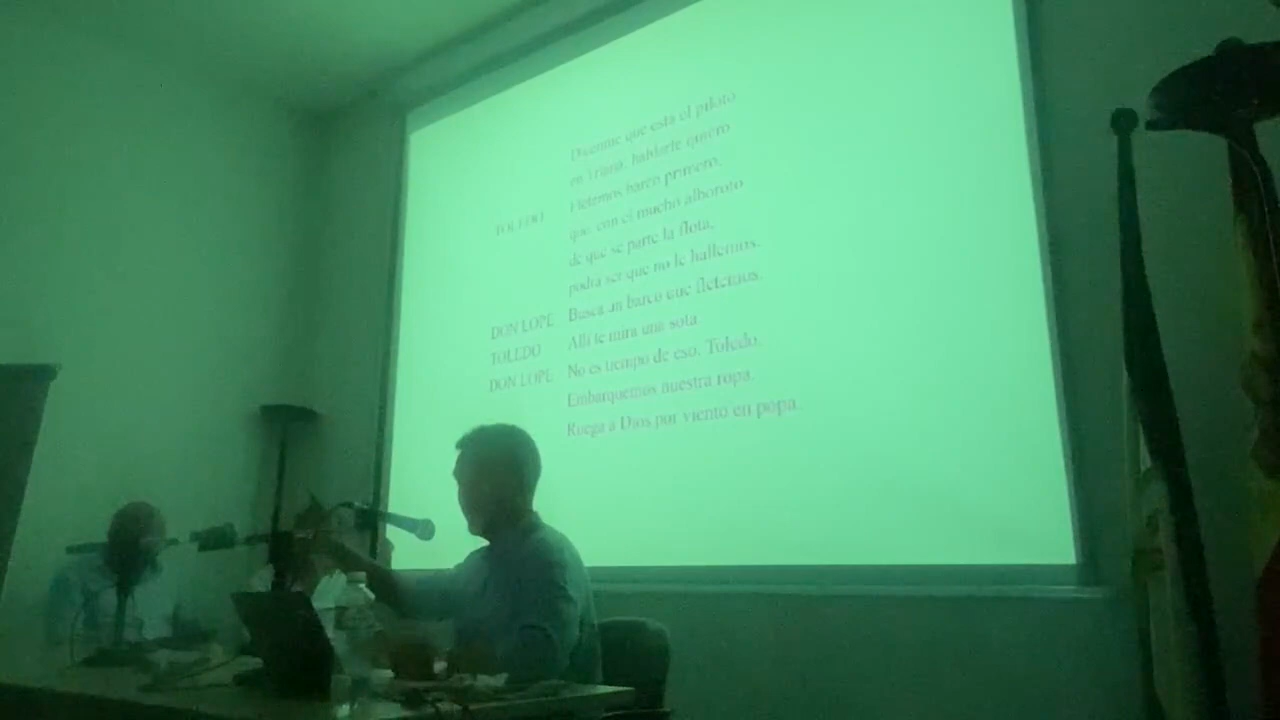 Dicenme que está el piloto
en Triana, hablarle quiero
TOLEDO Fletemos barco primero,
que, con el mucho alboroto
de que se parte la flota,
podrá ser que no le hallemos.
DON LOPE Busca un barco que fletemos.
TOLEDO Allí te mira una sota.
DON LOPE No es tiempo de eso, Toledo.
Embarquemos nuestra ropa.
Ruega a Dios por viento en popa.